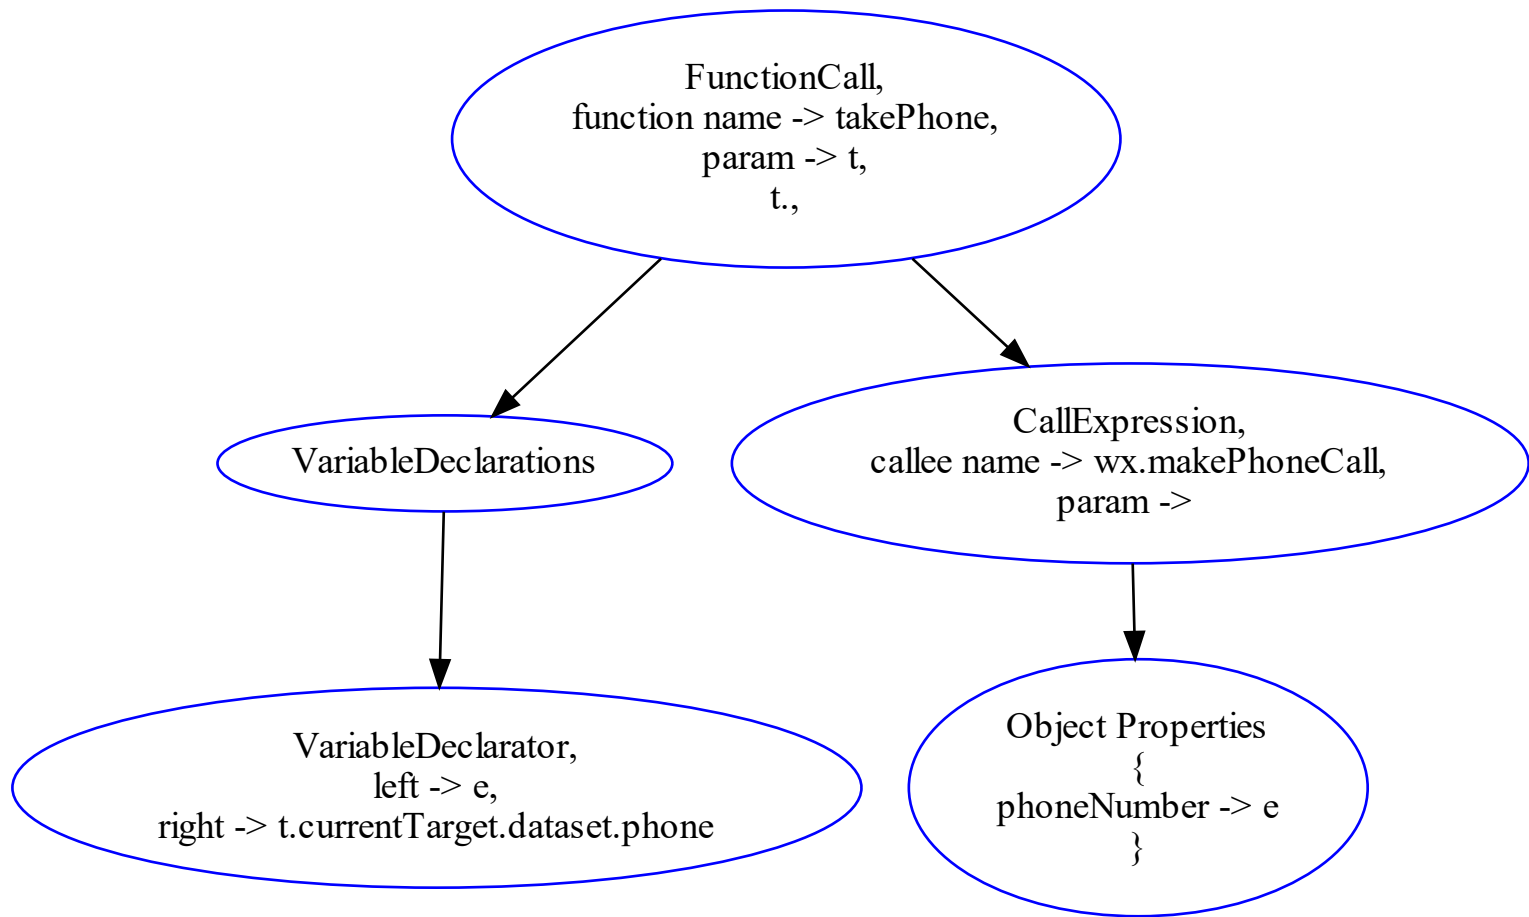 FunctionCall,
function name -> takePhone,
param -> t,
t.,
VariableDeclarations
CallExpression,
callee name -> wx.makePhoneCall,
param ->
VariableDeclarator,
left -> e,
right -> t.currentTarget.dataset.phone
Object Properties
{
phoneNumber -> e
}